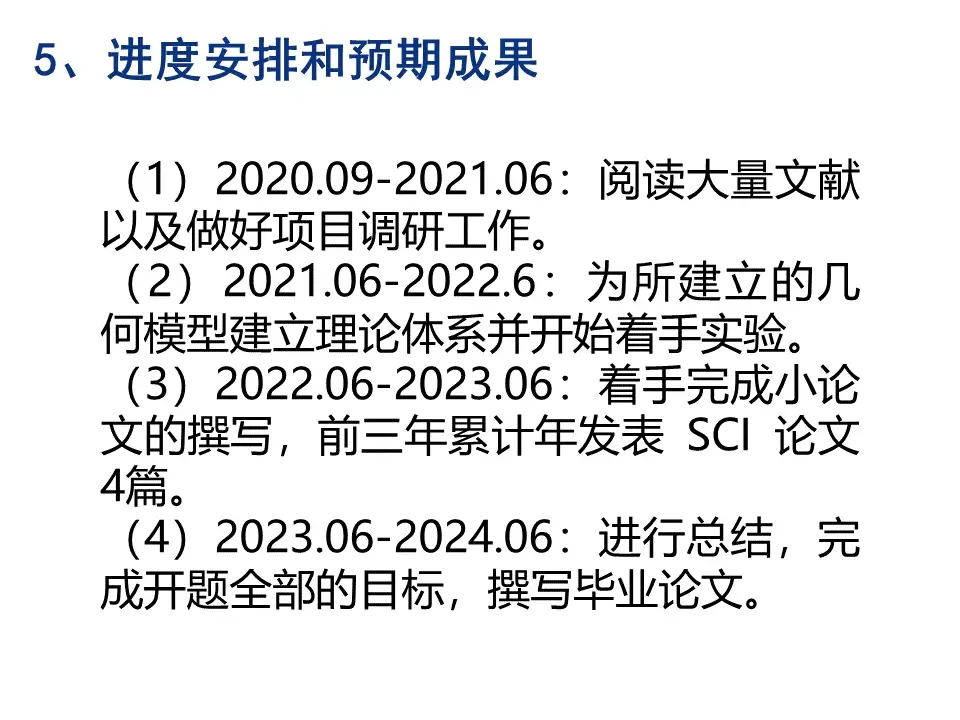 5、进度安排和预期成果
（1）2020.09-2021.06：阅读大量文献
以及做好项目调研工作。
（2）2021.06-2022.6：为所建立的几
何模型建立理论体系并开始着手实验。
（3）2022.06-2023.06：着手完成小论
文的撰写，前三年累计年发表 SCI 论文
4篇。
（4）2023.06-2024.06：进行总结，完
成开题全部的目标，撰写毕业论文。